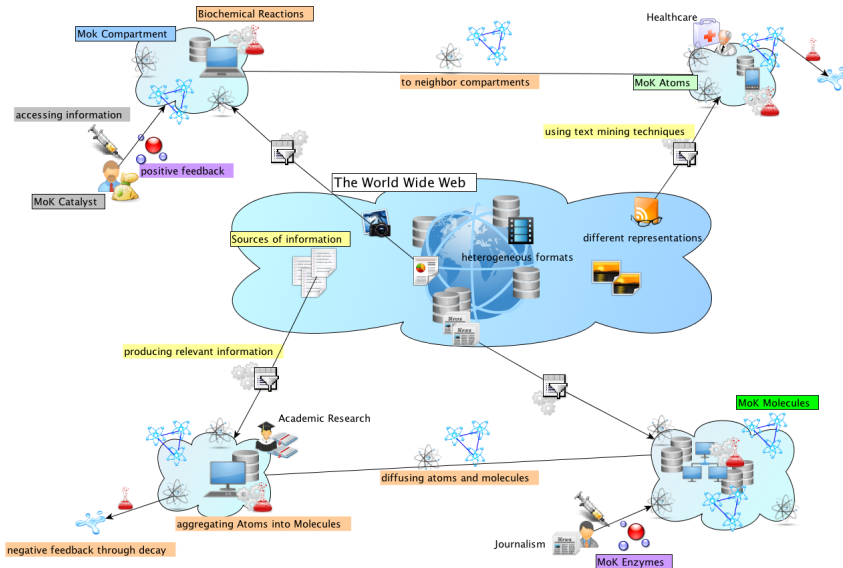 Biochemical Reactions
Healthcare
Mok Compartment
to neighbor compartments
MoK Atoms
accessing information
using text mining techniques
positive feedback
The World Wide Web
MoK Catalyst
Sources of information
different representations
heterogeneous formats
News
News
producing relevant information
MoK Molecules
Academic Research
diffusing atoms and molecules
aggregating Atoms into Molecules
Journalism
News
negative feedback through decay
MoK Enzymes